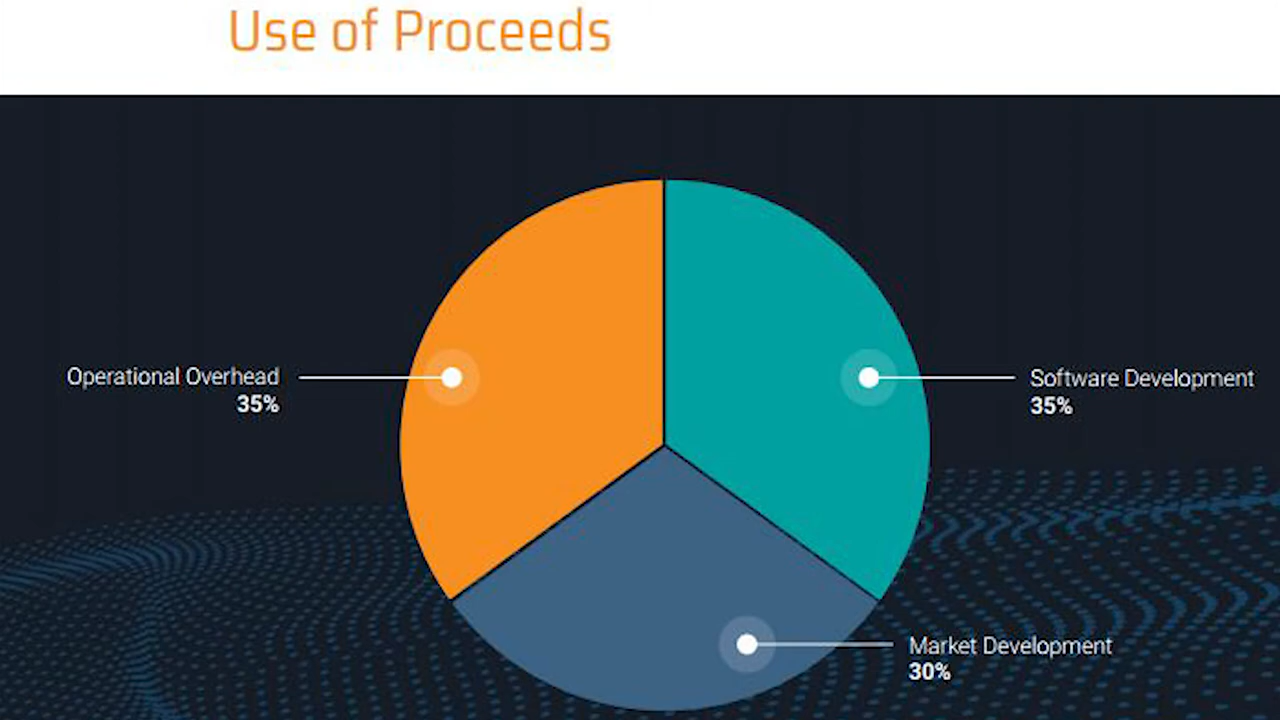 Use of Proceeds
Operational Overhead
35%
Software Development
35%
Market Development
30%